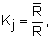 K_j = R̅/R,